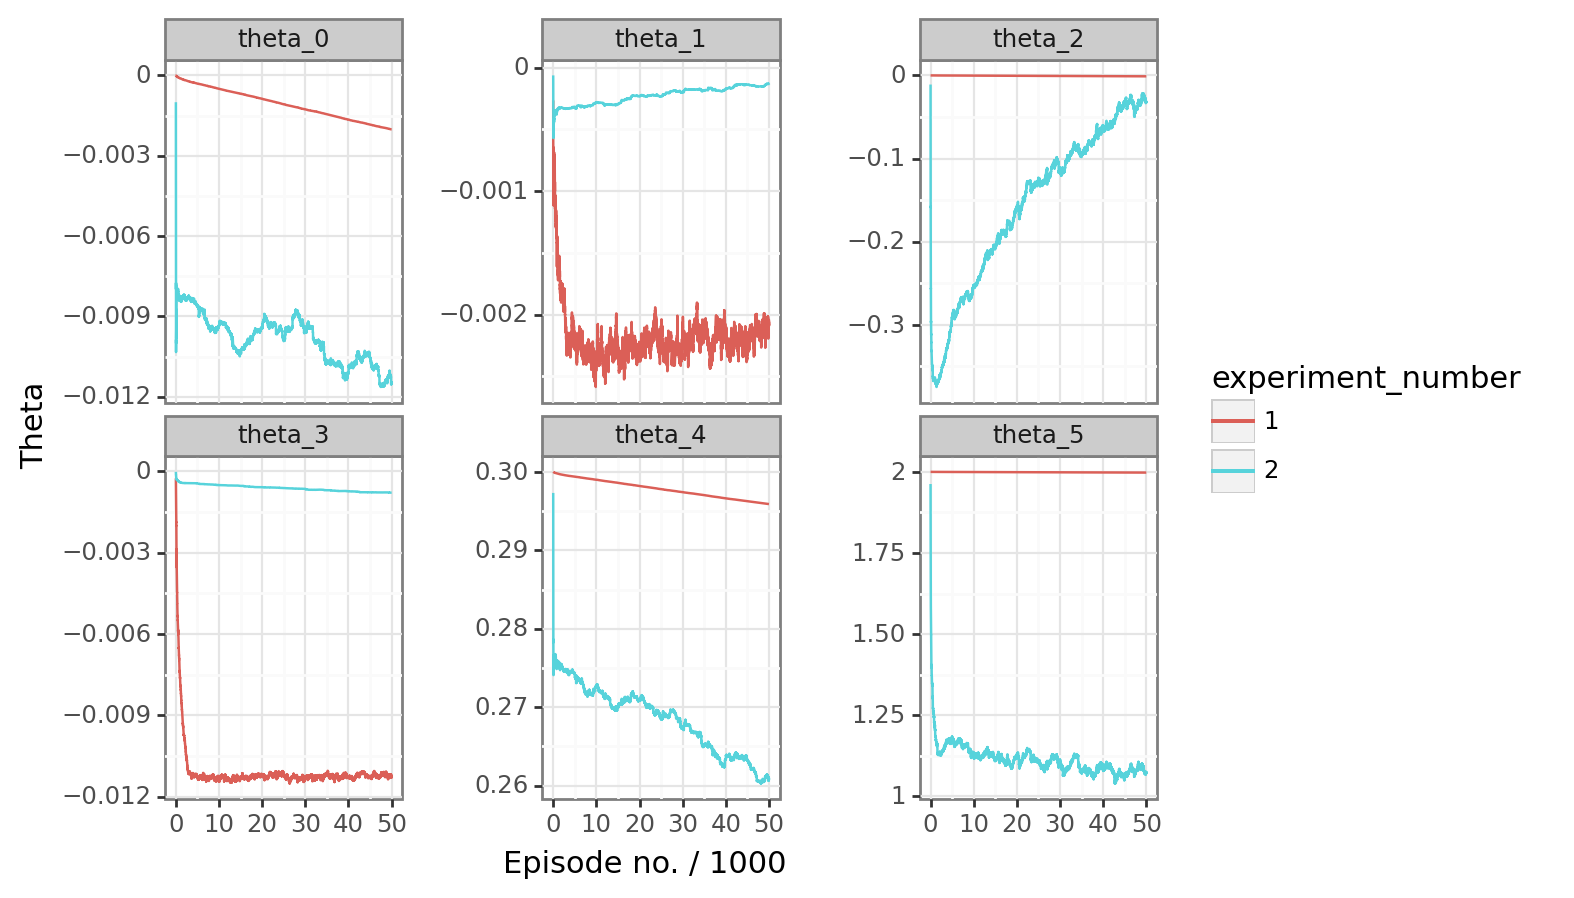 theta_0
theta_1
theta_2
0
−0.003
−0.006
−0.009
−0.012
0
−0.001
−0.002
0
−0.1
−0.2
−0.3
Theta
theta_3
theta_4
theta_5
0
−0.003
−0.006
−0.009
−0.012
0.30
0.29
0.28
0.27
0.26
2
1.75
1.50
1.25
1
0 10 20 30 40 50
0 10 20 30 40 50
0 10 20 30 40 50
Episode no. / 1000
experiment_number
1
2